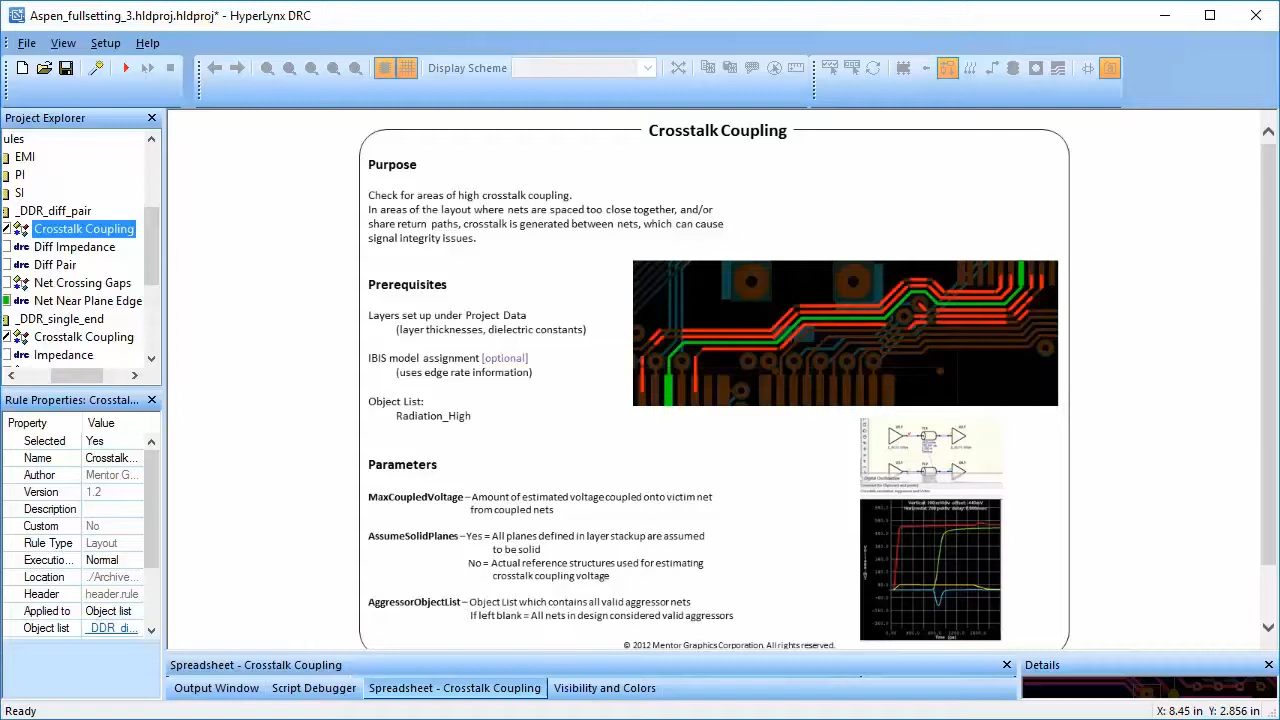 Aspen_fullsetting_3.hldproj.hldproj* - HyperLynx DRC
File View Setup Help
Display Scheme
Project Explorer
ules
EMI
PI
SI
_DDR_diff_pair
Crosstalk Coupling
drc Diff Impedance
drc Diff Pair
Net Crossing Gaps
drc Net Near Plane Edge
_DDR_single_end
Crosstalk Coupling
drc Impedance
Rule Properties: Crosstal...
Property Value
Selected Yes
Name Crosstalk...
Author Mentor G...
Version 1.2
Description
Custom No
Rule Type Layout
Executio... Normal
Location ./Archive...
Header reader.rule
Applied to Object list
Object list _DDR_di...
Crosstalk Coupling
Purpose
Check for areas of high crosstalk coupling.
In areas of the layout where nets are spaced too close together, and/or
share return paths, crosstalk is generated between nets, which can cause
signal integrity issues.
Prerequisites
Layers set up under Project Data
(layer thicknesses, dielectric constants)
IBIS model assignment [optional]
(uses edge rate information)
Object List:
Radiation_High
Parameters
MaxCoupledVoltage – Amount of estimated voltage coupled onto victim net
from coupled nets
AssumeSolidPlanes – Yes = All planes defined in layer stackup are assumed
to be solid
No = Actual reference structures used for estimating
crosstalk coupling voltage
AggressorObjectList – Object List which contains all valid aggressor nets
If left blank = All nets in design considered valid aggressors
© 2012 Mentor Graphics Corporation. All rights reserved.
Spreadsheet - Crosstalk Coupling
Details
Output Window Script Debugger Spreadsheet - Crosstalk Coupling Visibility and Colors
Ready
X: 8.45 in Y: 2.856 in